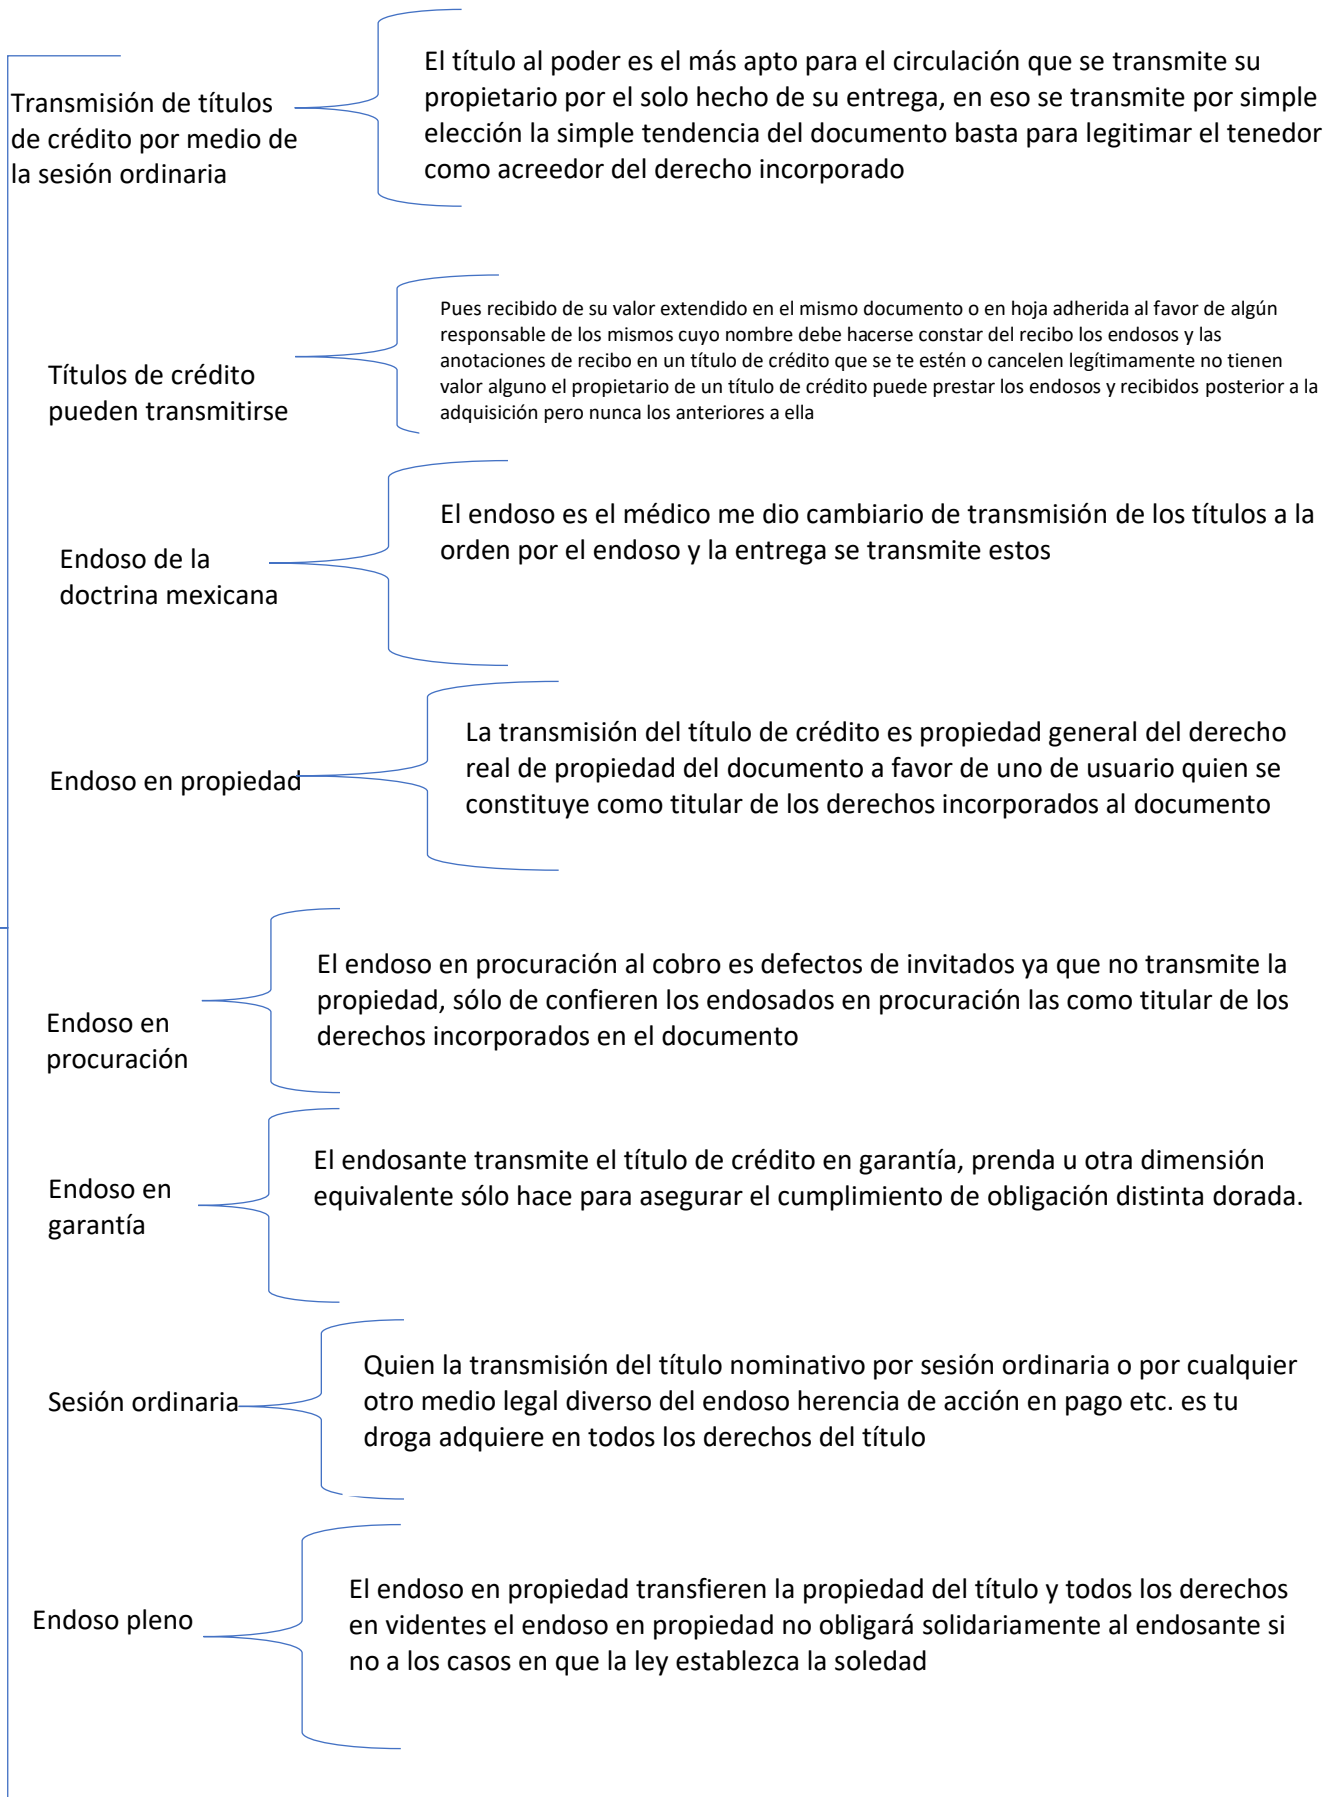 Transmisión de títulos
de crédito por medio de
la sesión ordinaria
El título al poder es el más apto para el circulación que se transmite su
propietario por el solo hecho de su entrega, en eso se transmite por simple
elección la simple tendencia del documento basta para legitimar el tenedor
como acreedor del derecho incorporado
Títulos de crédito
pueden transmitirse
Pues recibido de su valor extendido en el mismo documento o en hoja adherida al favor de algún
responsable de los mismos cuyo nombre debe hacerse constar del recibo los endosos y las
anotaciones de recibo en un título de crédito que se te estén o cancelen legítimamente no tienen
valor alguno el propietario de un título de crédito puede prestar los endosos y recibidos posterior a la
adquisición pero nunca los anteriores a ella
Endoso de la
doctrina mexicana
El endoso es el médico me dio cambiario de transmisión de los títulos a la
orden por el endoso y la entrega se transmite estos
Endoso en propiedad
La transmisión del título de crédito es propiedad general del derecho
real de propiedad del documento a favor de uno de usuario quien se
constituye como titular de los derechos incorporados al documento
Endoso en
procuración
El endoso en procuración al cobro es defectos de invitados ya que no transmite la
propiedad, sólo de confieren los endosados en procuración las como titular de los
derechos incorporados en el documento
Endoso en
garantía
El endosante transmite el título de crédito en garantía, prenda u otra dimensión
equivalente sólo hace para asegurar el cumplimiento de obligación distinta dorada.
Sesión ordinaria
Quien la transmisión del título nominativo por sesión ordinaria o por cualquier
otro medio legal diverso del endoso herencia de acción en pago etc. es tu
droga adquiere en todos los derechos del título
Endoso pleno
El endoso en propiedad transfieren la propiedad del título y todos los derechos
en videntes el endoso en propiedad no obligará solidariamente al endosante si
no a los casos en que la ley establezca la soledad